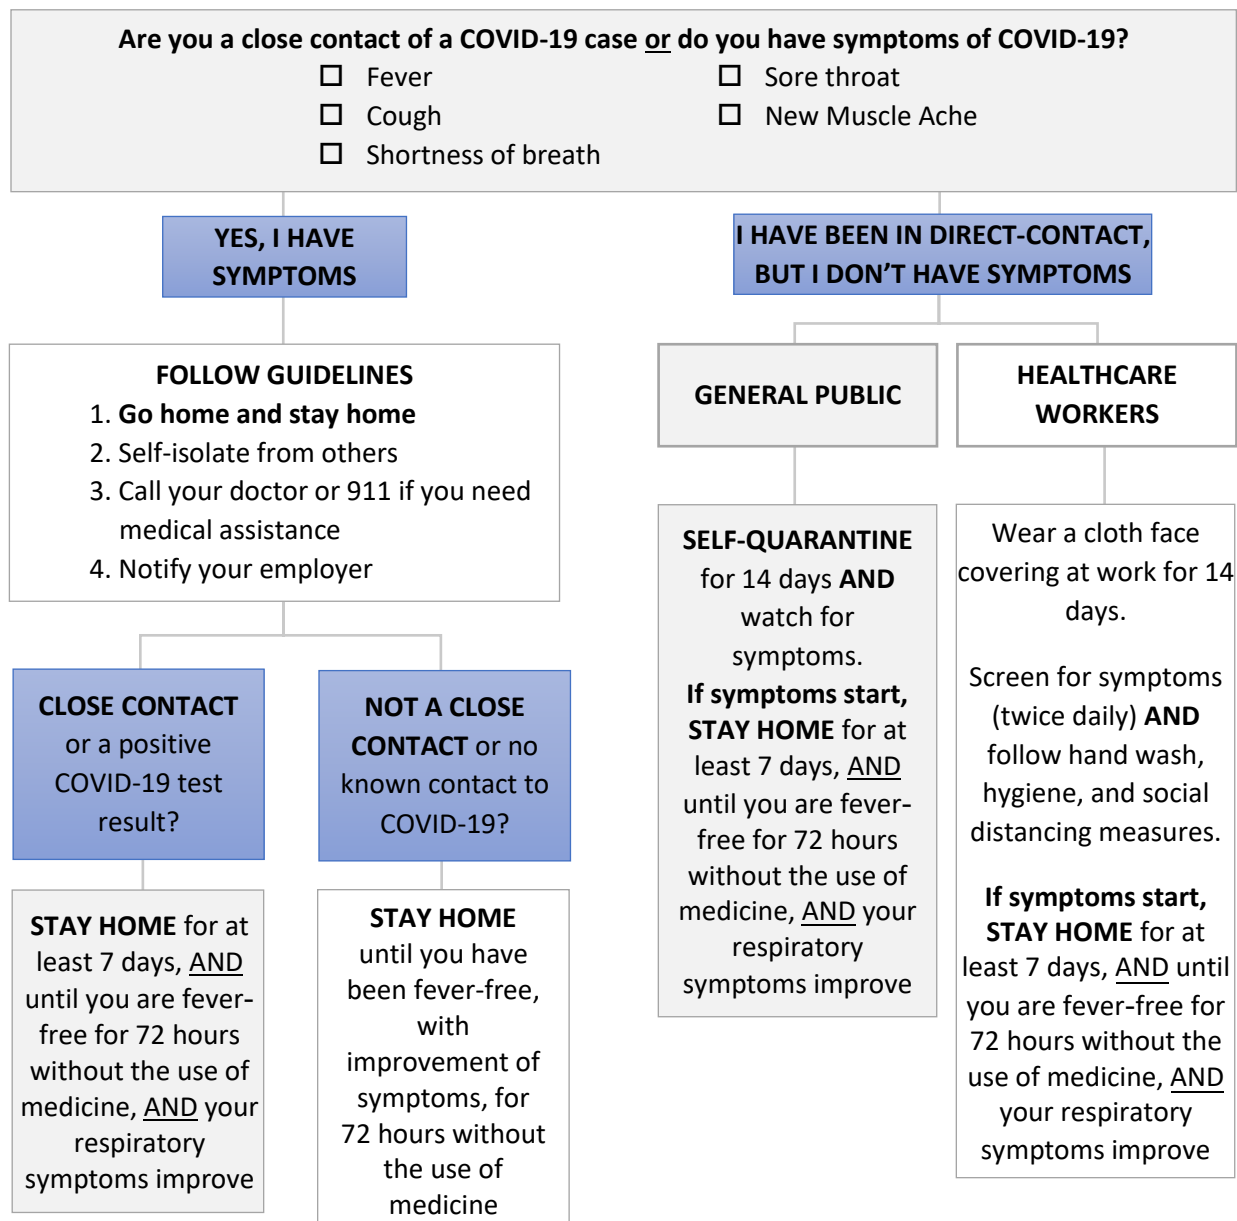 Are you a close contact of a COVID-19 case or do you have symptoms of COVID-19?
☐ Fever
☐ Cough
☐ Shortness of breath
☐ Sore throat
☐ New Muscle Ache
YES, I HAVE
SYMPTOMS
FOLLOW GUIDELINES
1. Go home and stay home
2. Self-isolate from others
3. Call your doctor or 911 if you need
medical assistance
4. Notify your employer
CLOSE CONTACT
or a positive
COVID-19 test
result?
STAY HOME for at
least 7 days, AND
until you are fever-
free for 72 hours
without the use of
medicine, AND your
respiratory
symptoms improve
NOT A CLOSE
CONTACT or no
known contact to
COVID-19?
STAY HOME
until you have
been fever-free,
with
improvement of
symptoms, for
72 hours without
the use of
medicine
I HAVE BEEN IN DIRECT-CONTACT,
BUT I DON'T HAVE SYMPTOMS
GENERAL PUBLIC
SELF-QUARANTINE
for 14 days AND
watch for
symptoms.
If symptoms start,
STAY HOME for at
least 7 days, AND
until you are fever-
free for 72 hours
without the use of
medicine, AND your
respiratory
symptoms improve
HEALTHCARE
WORKERS
Wear a cloth face
covering at work for 14
days.
Screen for symptoms
(twice daily) AND
follow hand wash,
hygiene, and social
distancing measures.
If symptoms start,
STAY HOME for at
least 7 days, AND until
you are fever-free for
72 hours without the
use of medicine, AND
your respiratory
symptoms improve